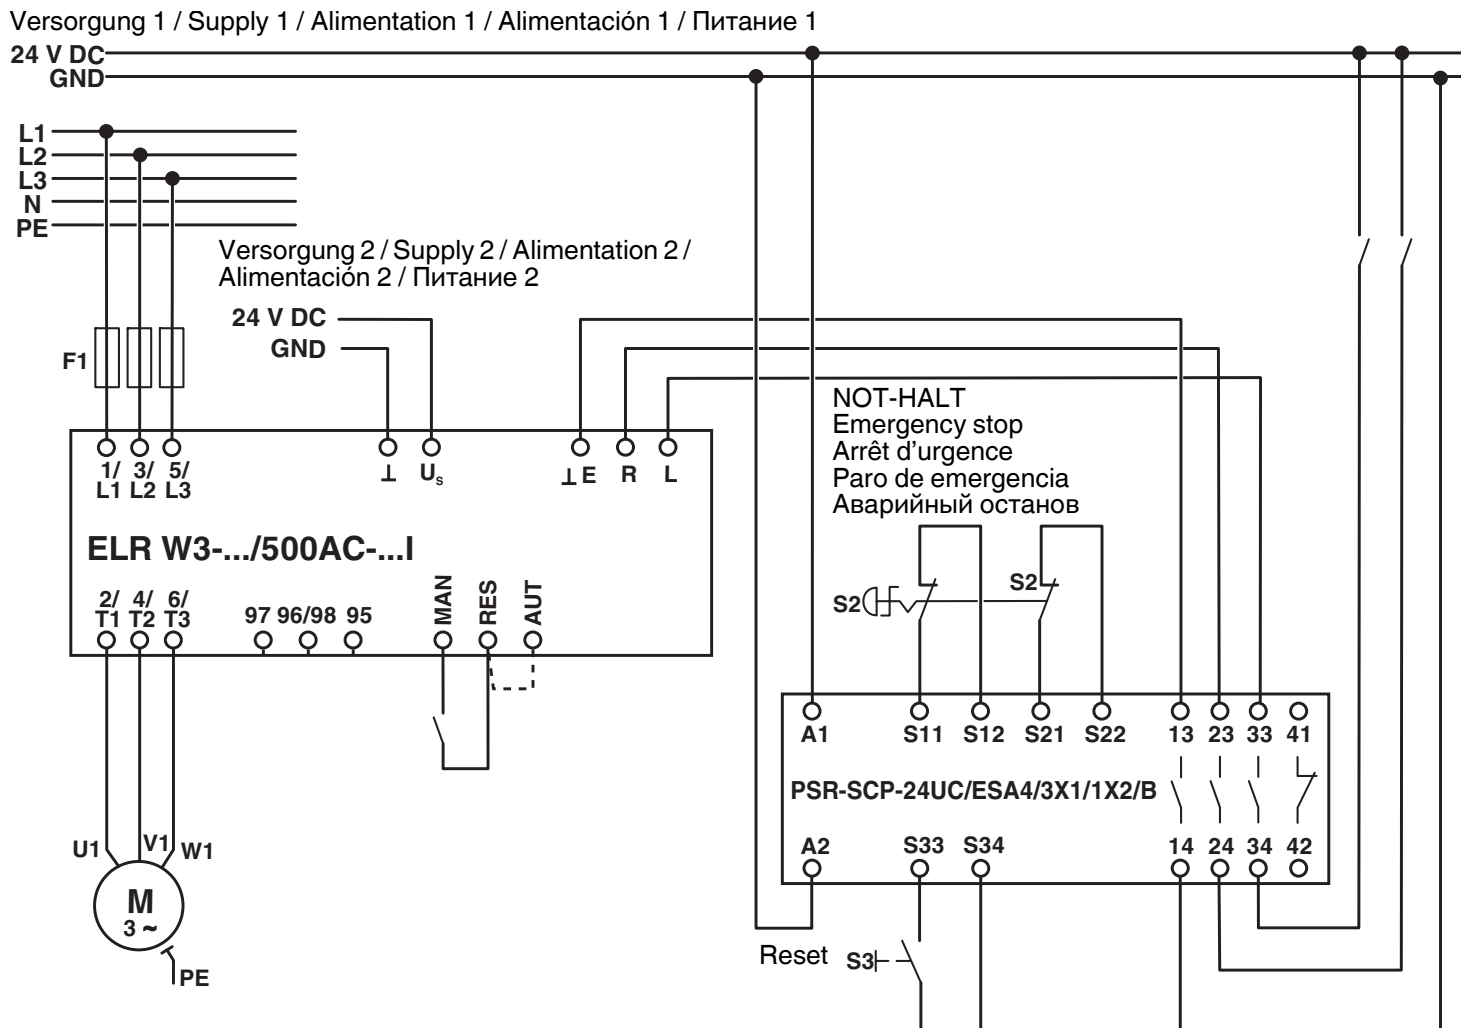 Versorgung 1 / Supply 1 / Alimentation 1 / Alimentación 1 / Питание 1
24 V DC
GND
L1
L2
L3
N
PE
Versorgung 2 / Supply 2 / Alimentation 2 /
Alimentación 2 / Питание 2
24 V DC
GND
F1
NOT-HALT
Emergency stop
Arrêt d'urgence
Paro de emergencia
Аварийный останов
1/ 3/ 5/
L1 L2 L3
⊥ Us ⊥E R L
ELR W3-.../500AC-...I
2/ 4/ 6/
T1 T2 T3
97 96/98 95
MAN RES AUT
S2 S2
A1 S11 S12 S21 S22 13 23 33 41
PSR-SCP-24UC/ESA4/3X1/1X2/B
A2 S33 S34 14 24 34 42
U1 V1 W1
M
3 ~
PE
Reset S3